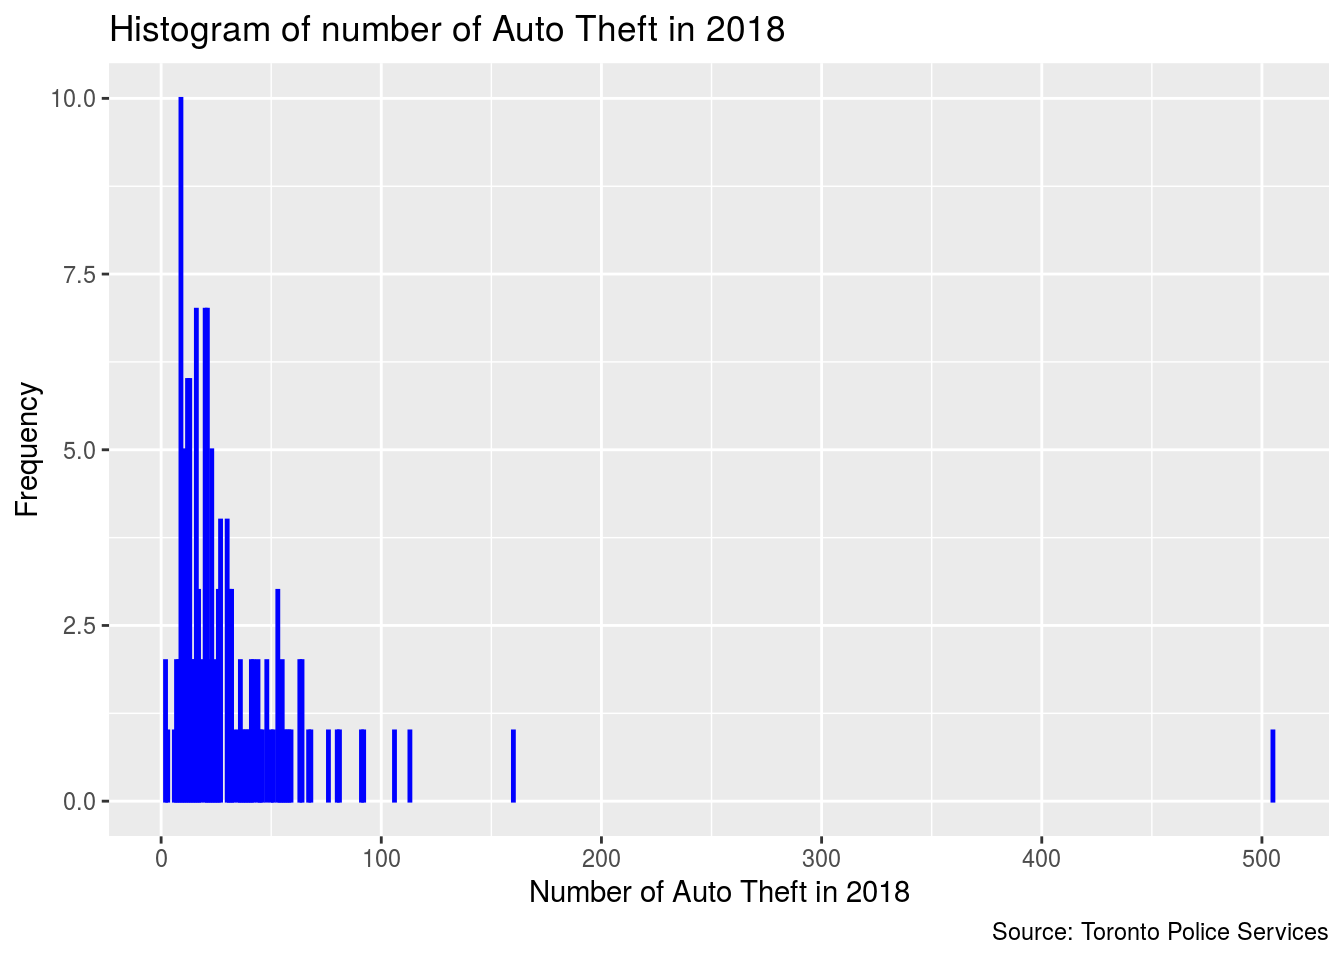 Histogram of number of Auto Theft in 2018
10.0
7.5
5.0
2.5
0.0
Frequency
0 100 200 300 400 500
Number of Auto Theft in 2018
Source: Toronto Police Services